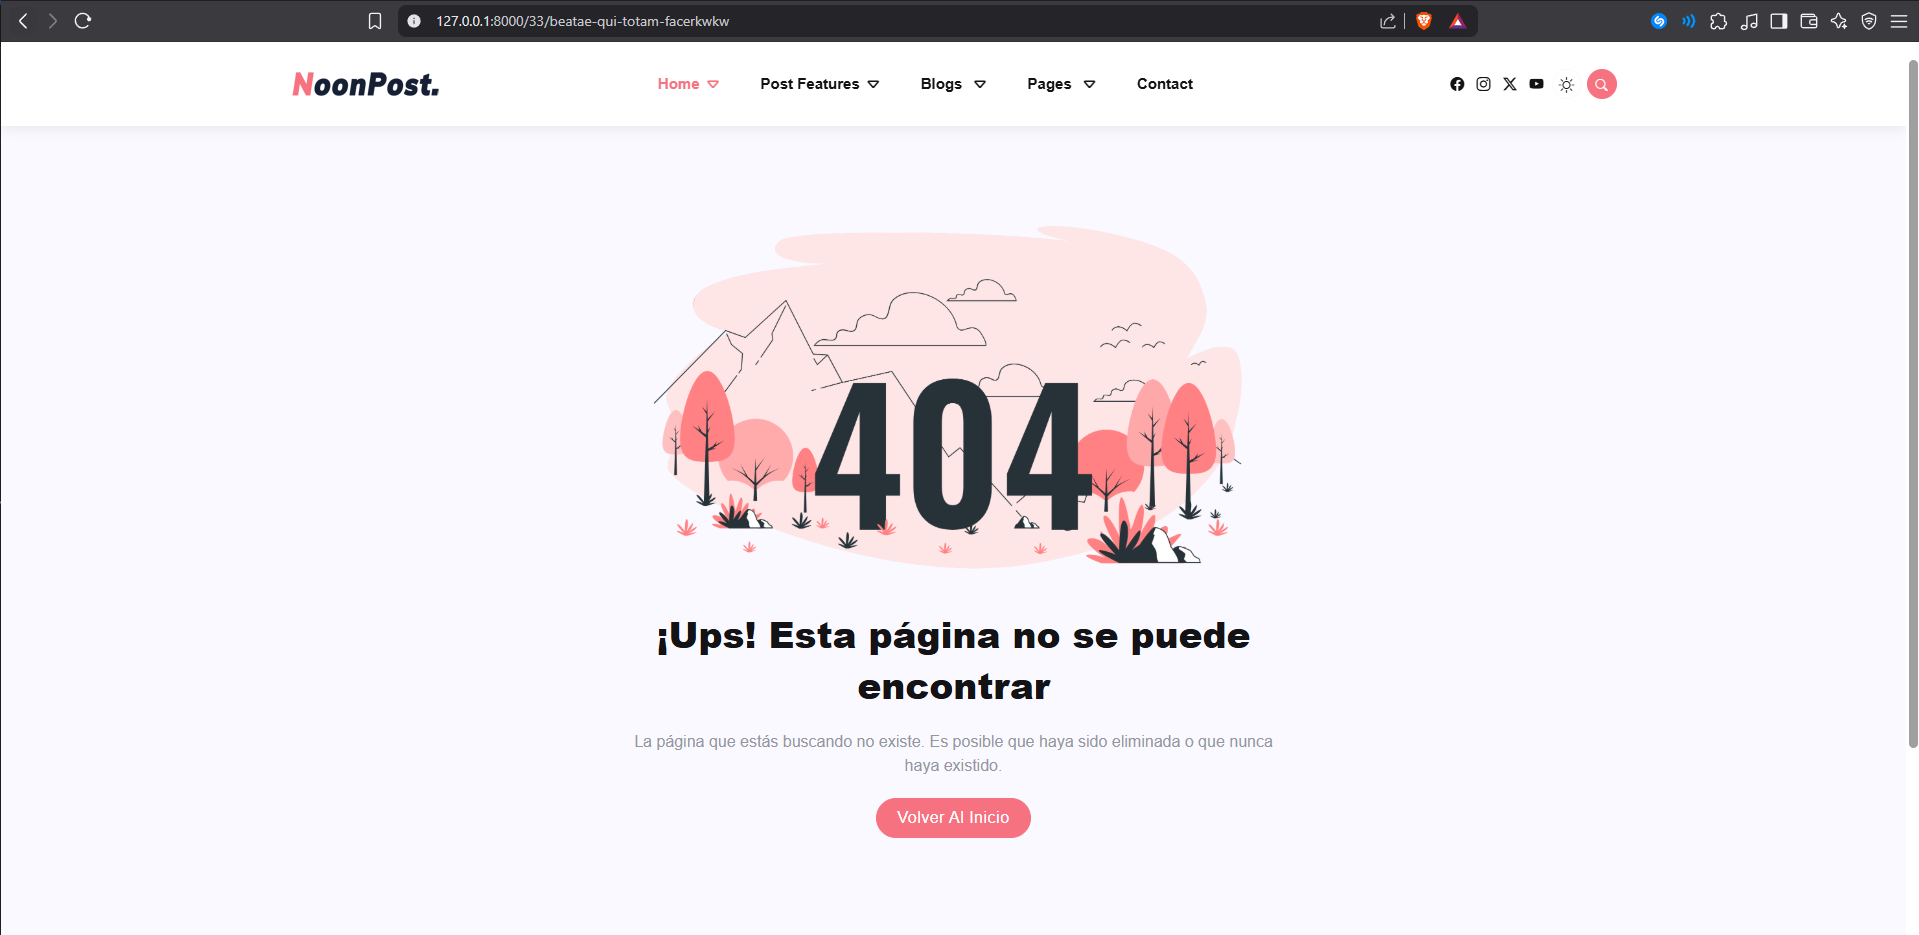 127.0.0.1:8000/33/beatae-qui-totam-facerkwkw
NoonPost.
Home
Post Features
Blogs
Pages
Contact
404
¡Ups! Esta página no se puede
encontrar
La página que estás buscando no existe. Es posible que haya sido eliminada o que nunca
haya existido.
Volver Al Inicio